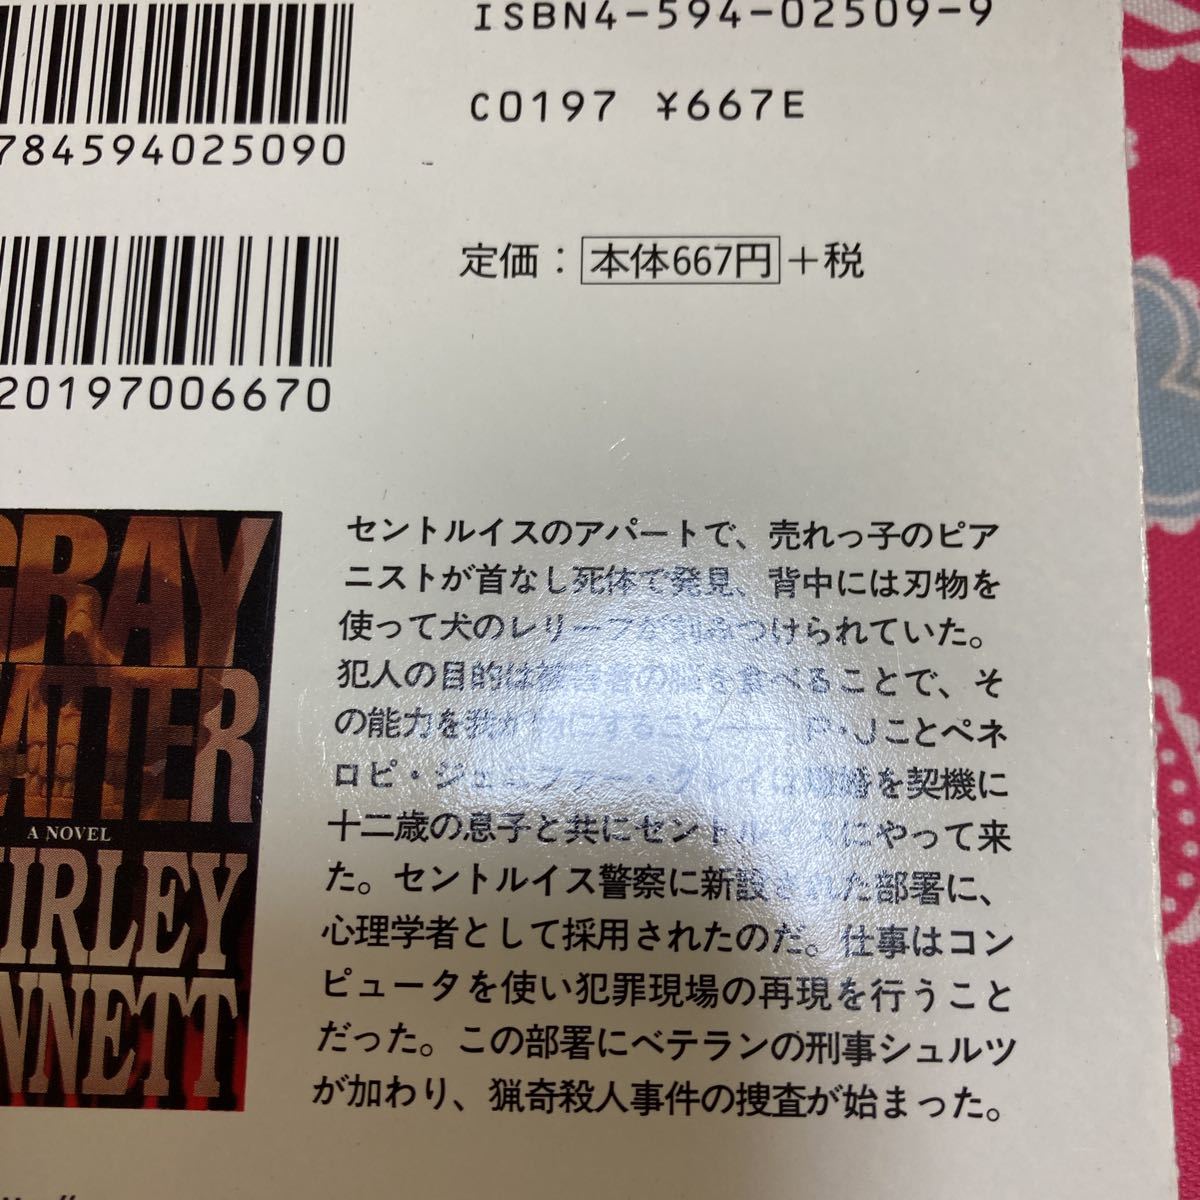 ISBN4-594-02509-9
C0197 ¥667E
784594025090
定価：本体667円+税
20197006670
セントルイスのアパートで、売れっ子のピア
ニストが首なし死体で発見、背中には刃物を
使って犬のレリーフが刻みつけられていた。
犯人の目的は被害者の脳を食べることで、そ
の能力を我が物にすること——。P・Jことペネ
ロピ・ジェニファー・グレイは離婚を契機に
十二歳の息子と共にセントルイスにやって来
た。セントルイス警察に新設された部署に、
心理学者として採用されたのだ。仕事はコン
ピュータを使い犯罪現場の再現を行うこと
だった。この部署にベテランの刑事シュルツ
が加わり、猟奇殺人事件の捜査が始まった。
GRAY
ATTER
A NOVEL
IRLEY
NNETT